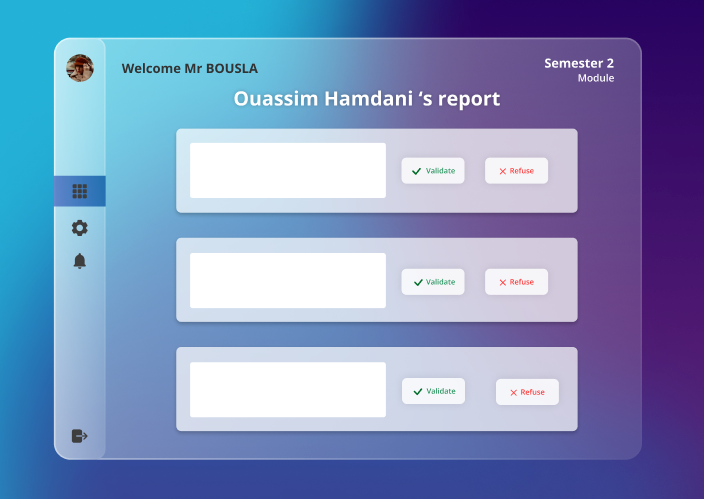 Welcome Mr BOUSLA
Semester 2
Module
Ouassim Hamdani ‘s report
Validate
Refuse
Validate
Refuse
Validate
Refuse